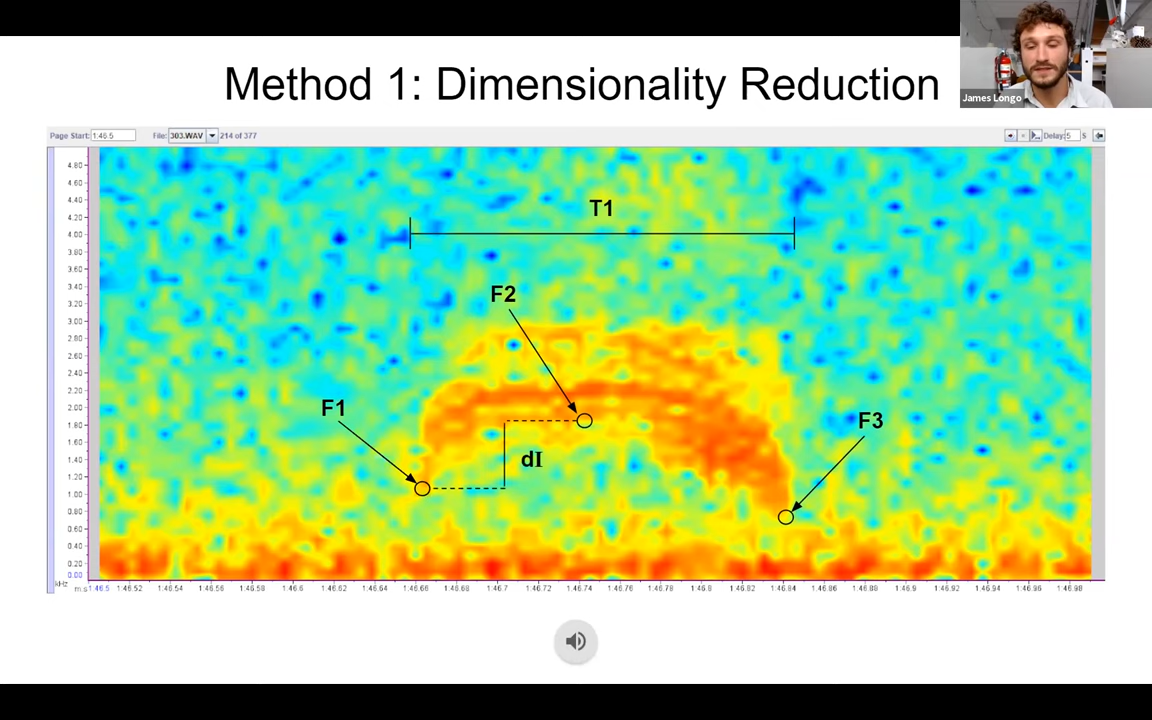 Method 1: Dimensionality Reduction
James Longo
Page Start: 1:46.5 File: 303.WAV 214 of 377 Delay: 5 S
4.80
4.60
4.40
4.20
4.00
3.80
3.60
3.40
3.20
3.00
2.80
2.60
2.40
2.20
2.00
1.80
1.60
1.40
1.20
1.00
0.80
0.60
0.40
0.20
0.00
kHz
T1
F2
F1
F3
dI
m:s 1:46.5 1:46.52 1:46.54 1:46.56 1:46.58 1:46.6 1:46.62 1:46.64 1:46.66 1:46.68 1:46.7 1:46.72 1:46.74 1:46.76 1:46.78 1:46.8 1:46.82 1:46.84 1:46.86 1:46.88 1:46.9 1:46.92 1:46.94 1:46.96 1:46.98